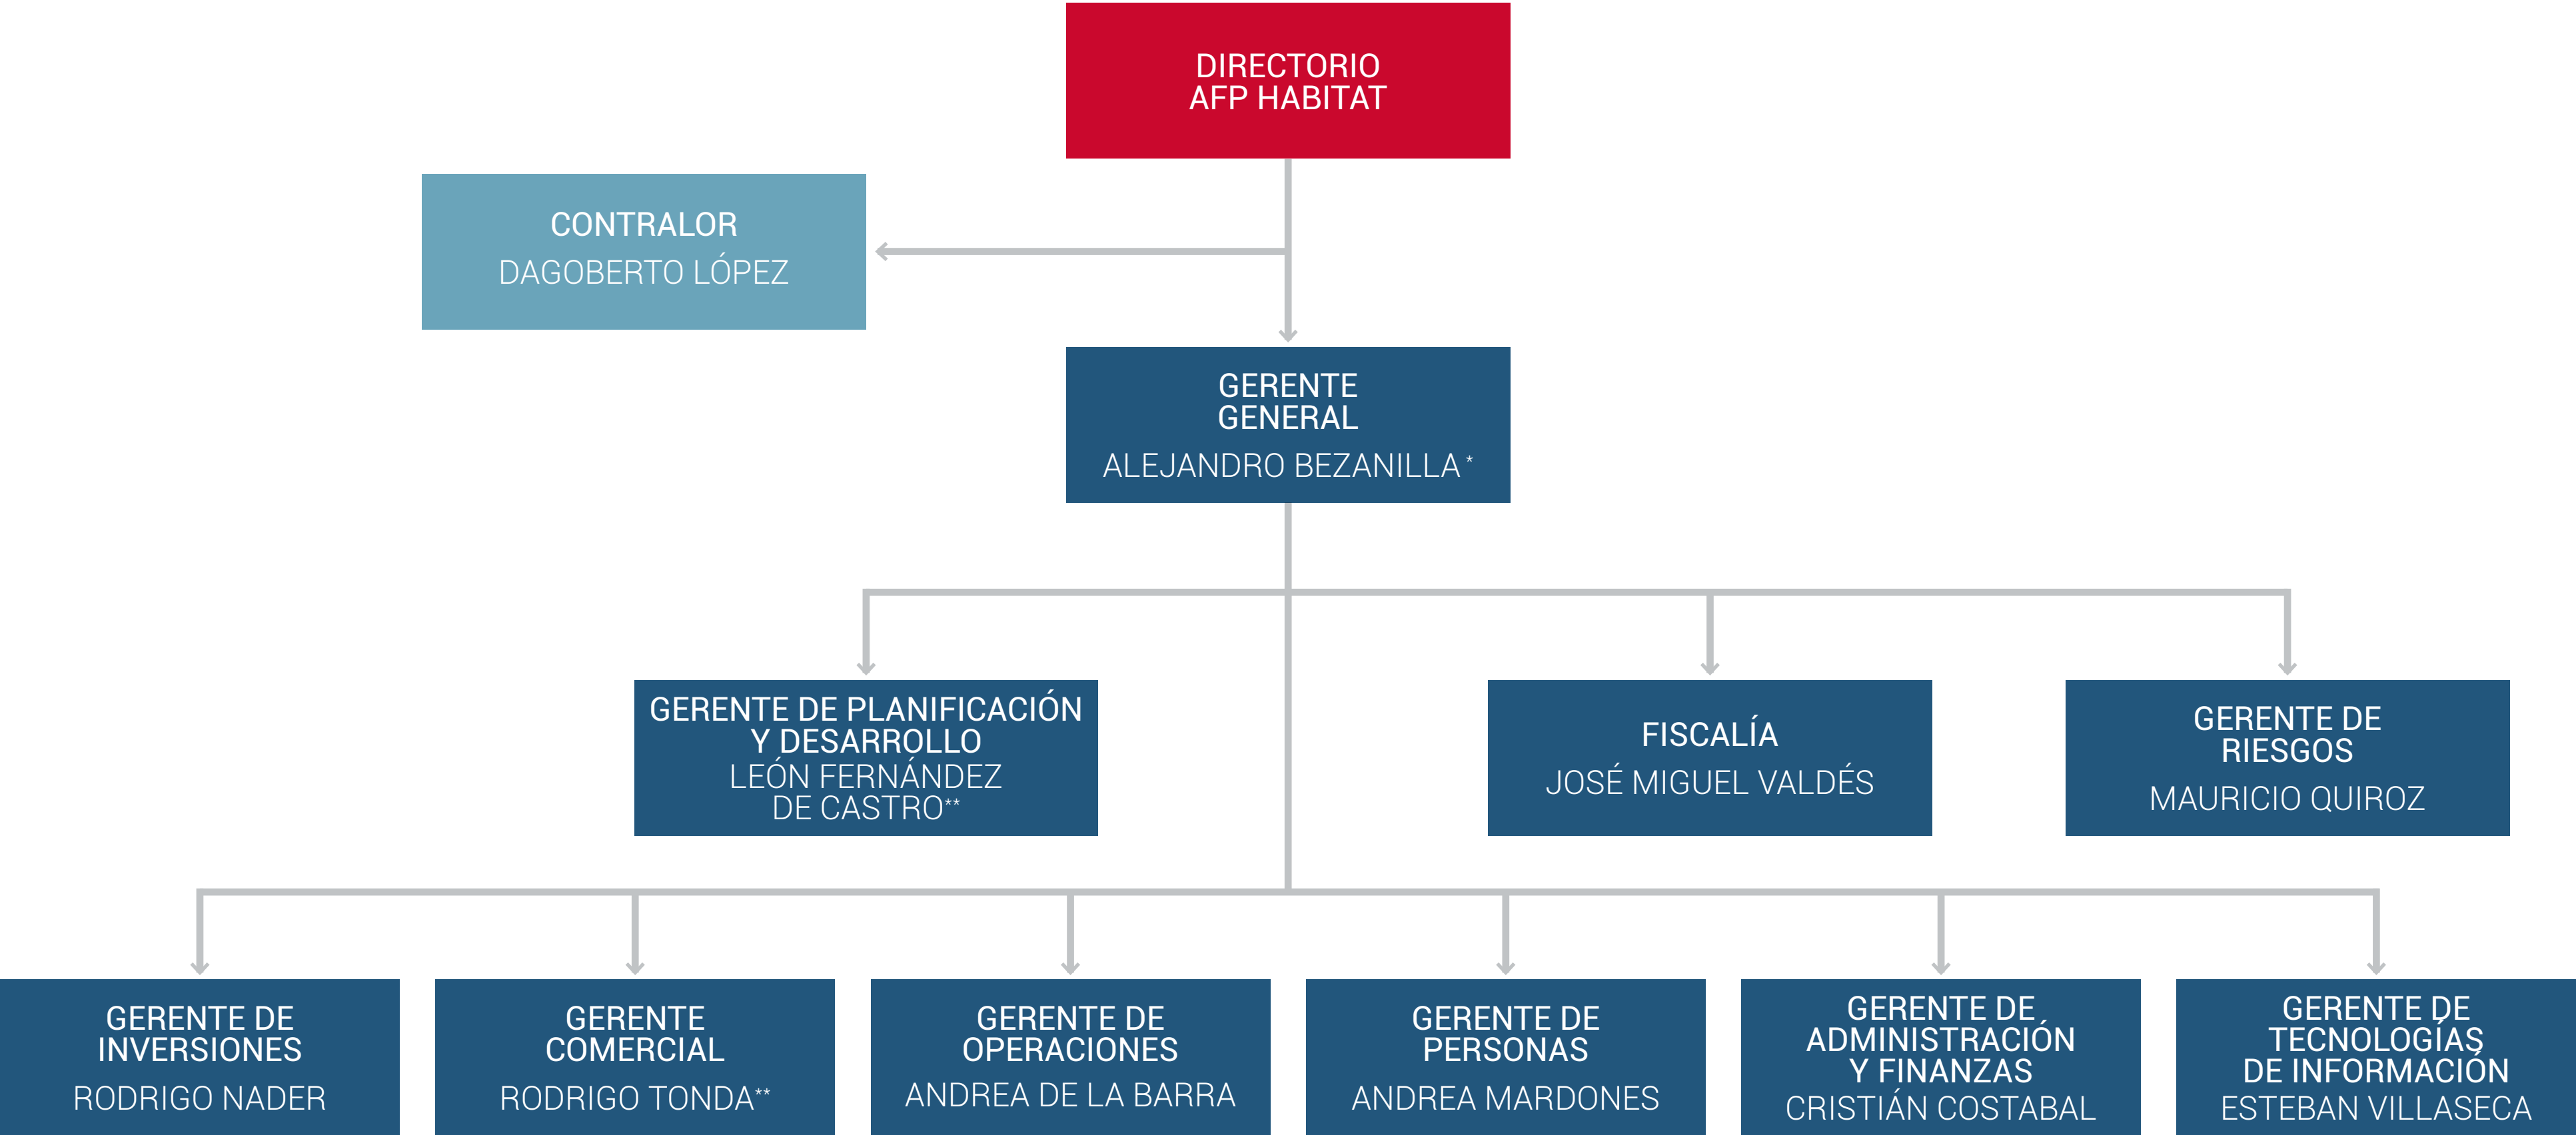 DIRECTORIO
AFP HABITAT
CONTRALOR
DAGOBERTO LÓPEZ
GERENTE
GENERAL
ALEJANDRO BEZANILLA *
GERENTE DE PLANIFICACIÓN
Y DESARROLLO
LEÓN FERNÁNDEZ
DE CASTRO**
FISCALÍA
JOSÉ MIGUEL VALDÉS
GERENTE DE
RIESGOS
MAURICIO QUIROZ
GERENTE DE
INVERSIONES
RODRIGO NADER
GERENTE
COMERCIAL
RODRIGO TONDA**
GERENTE DE
OPERACIONES
ANDREA DE LA BARRA
GERENTE DE
PERSONAS
ANDREA MARDONES
GERENTE DE
ADMINISTRACIÓN
Y FINANZAS
CRISTIÁN COSTABAL
GERENTE DE
TECNOLOGÍAS
DE INFORMACIÓN
ESTEBAN VILLASECA